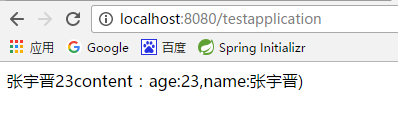 localhost:8080/testapplication
应用 Google 百度 Spring Initializr
张宇晋23content：age:23,name:张宇晋)